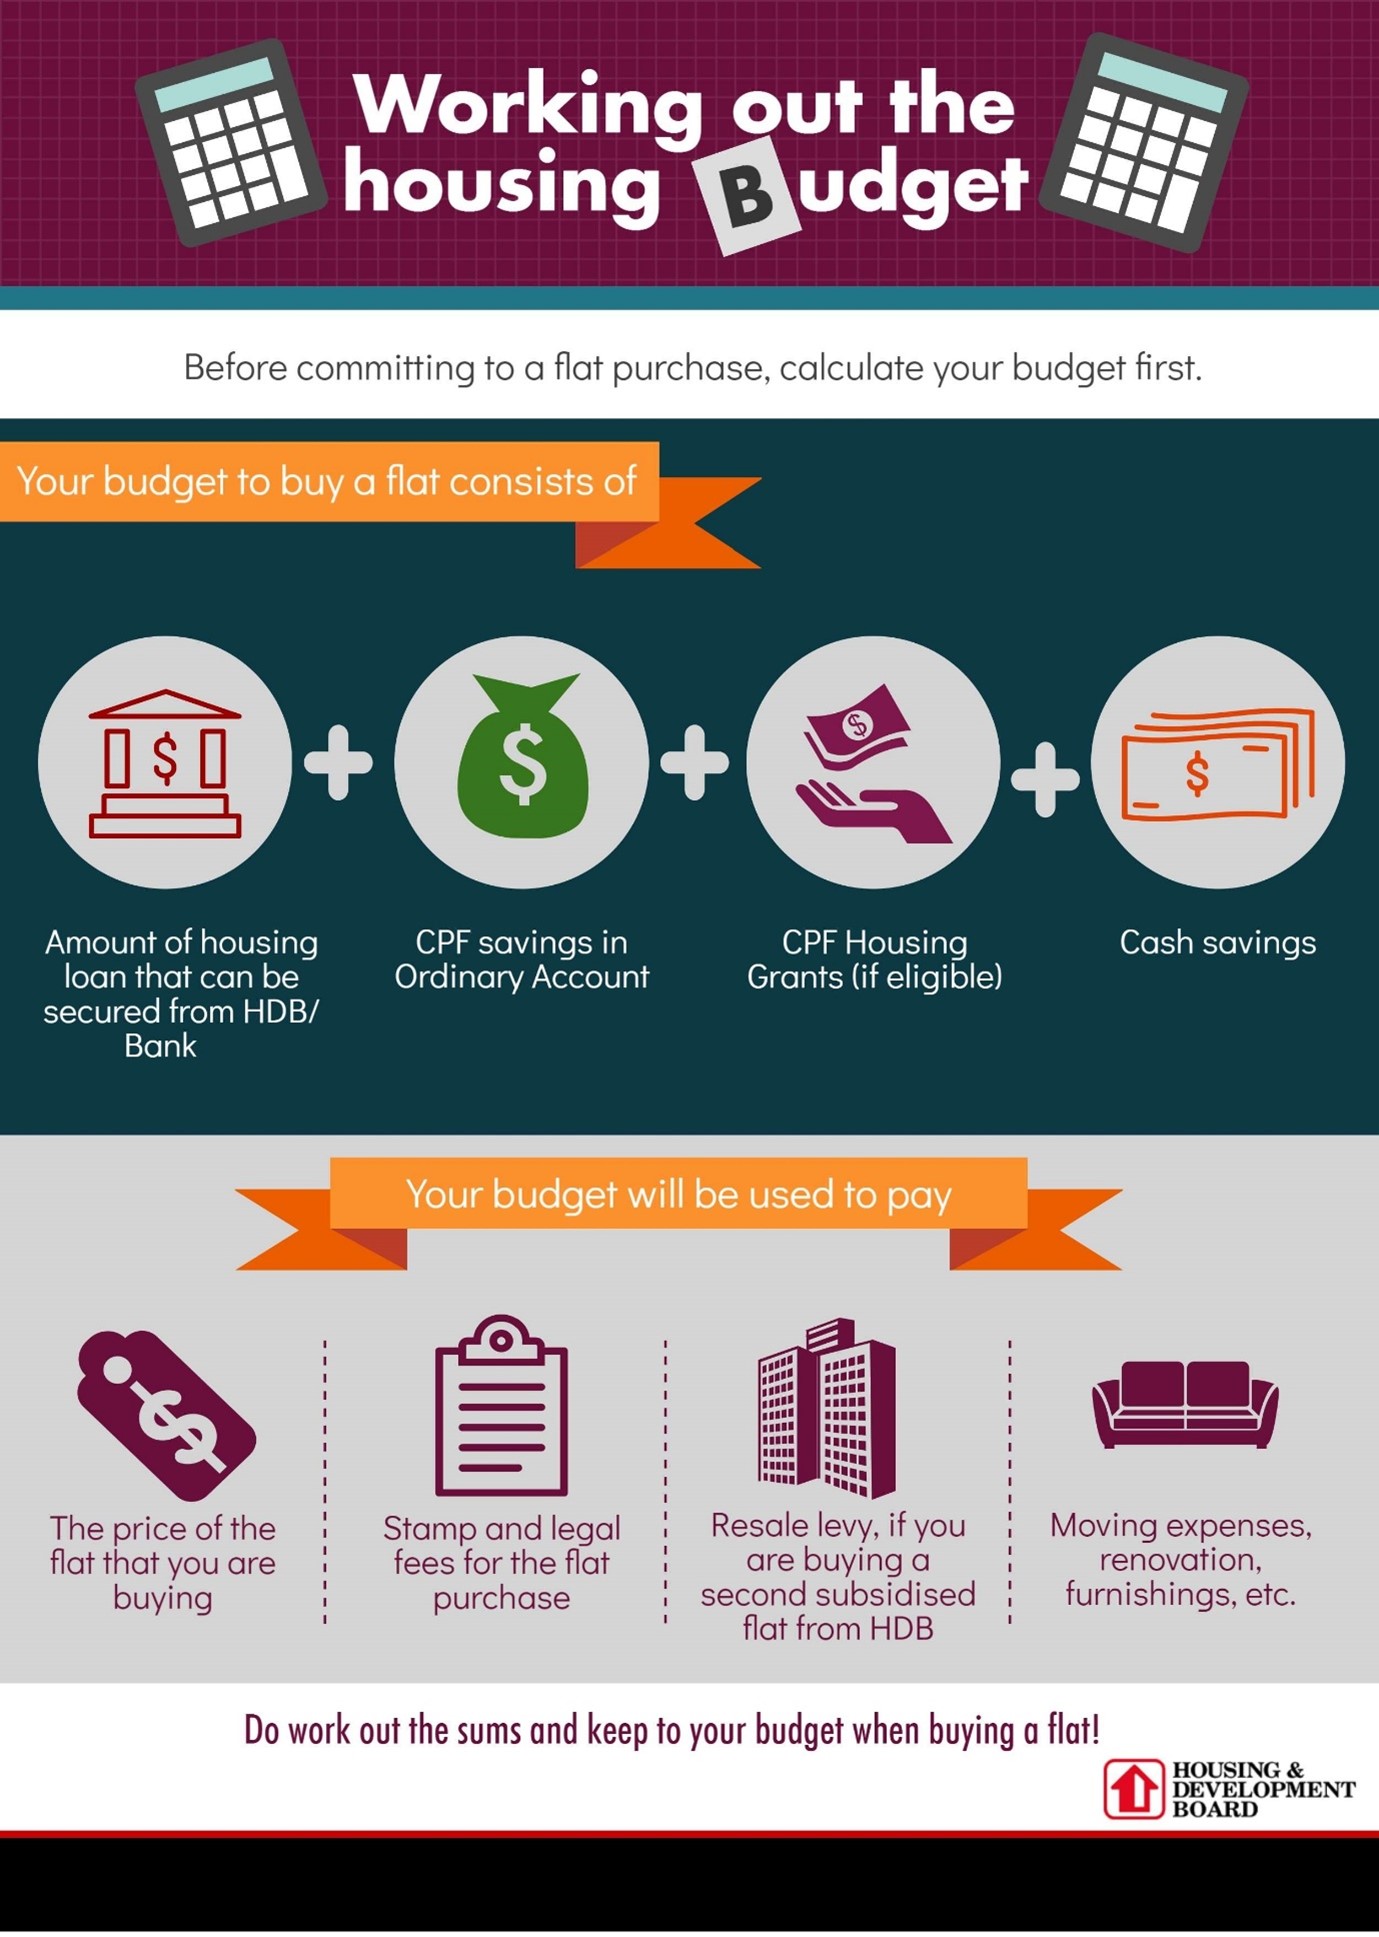 Working out the
housing Budget
Before committing to a flat purchase, calculate your budget first.
Your budget to buy a flat consists of
$
$
$
$
Amount of housing
loan that can be
secured from HDB/
Bank
CPF savings in
Ordinary Account
CPF Housing
Grants (if eligible)
Cash savings
Your budget will be used to pay
$
The price of the
flat that you are
buying
Stamp and legal
fees for the flat
purchase
Resale levy, if you
are buying a
second subsidised
flat from HDB
Moving expenses,
renovation,
furnishings, etc.
Do work out the sums and keep to your budget when buying a flat!
HOUSING &
DEVELOPMENT
BOARD